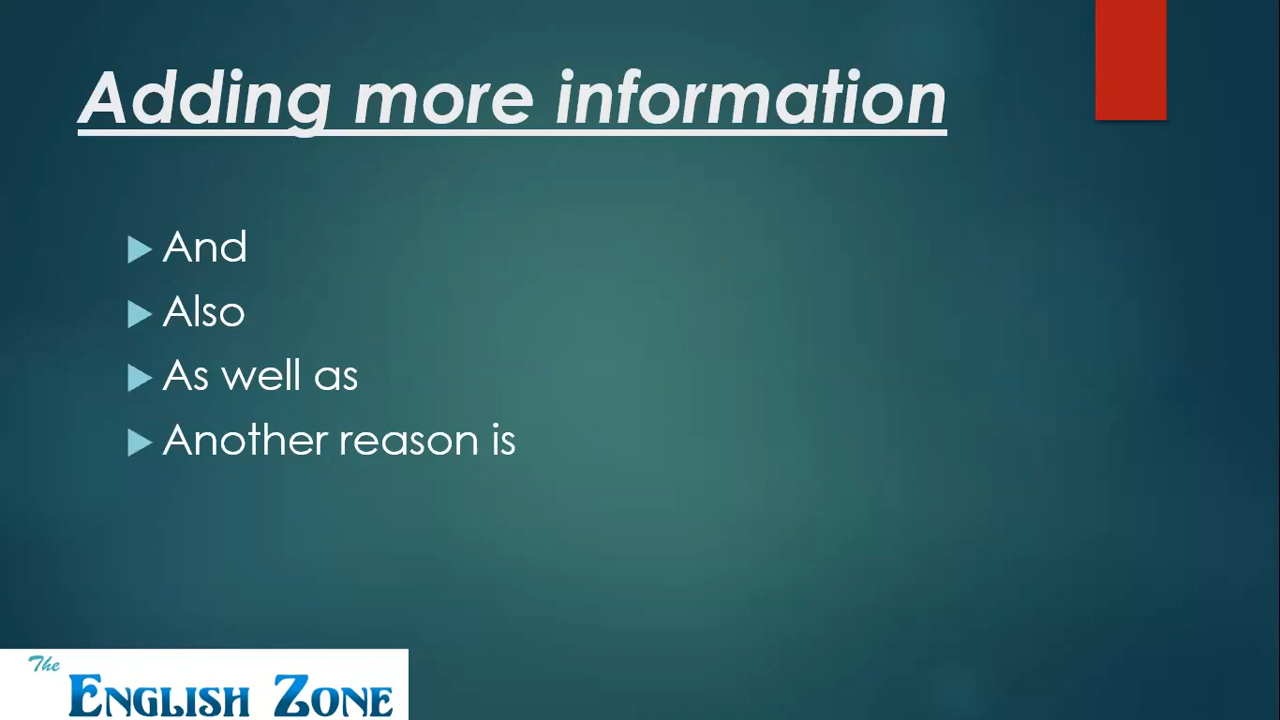 Adding more information
And
Also
As well as
Another reason is
The
ENGLISH ZONE